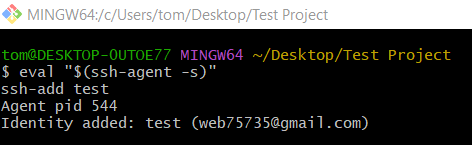 MINGW64:/c/Users/tom/Desktop/Test Project
tom@DESKTOP-OUTOE77 MINGW64 ~/Desktop/Test Project
$ eval "$(ssh-agent -s)"
ssh-add test
Agent pid 544
Identity added: test (web75735@gmail.com)